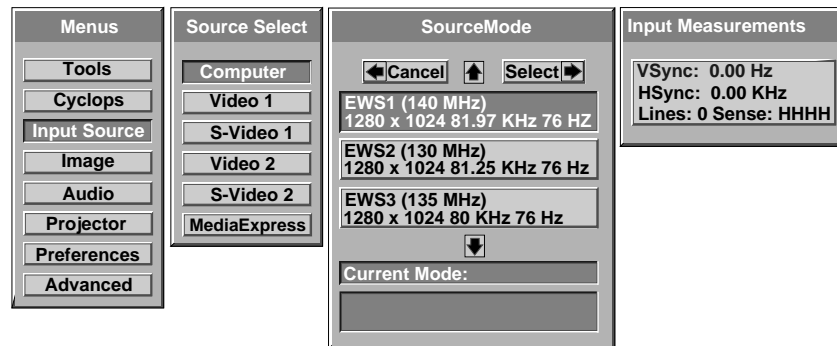 Menus
Tools
Cyclops
Input Source
Image
Audio
Projector
Preferences
Advanced
Source Select
Computer
Video 1
S-Video 1
Video 2
S-Video 2
MediaExpress
SourceMode
Cancel Select
EWS1 (140 MHz)
1280 x 1024 81.97 KHz 76 HZ
EWS2 (130 MHz)
1280 x 1024 81.25 KHz 76 Hz
EWS3 (135 MHz)
1280 x 1024 80 KHz 76 Hz
Current Mode:
Input Measurements
VSync: 0.00 Hz
HSync: 0.00 KHz
Lines: 0 Sense: HHHH